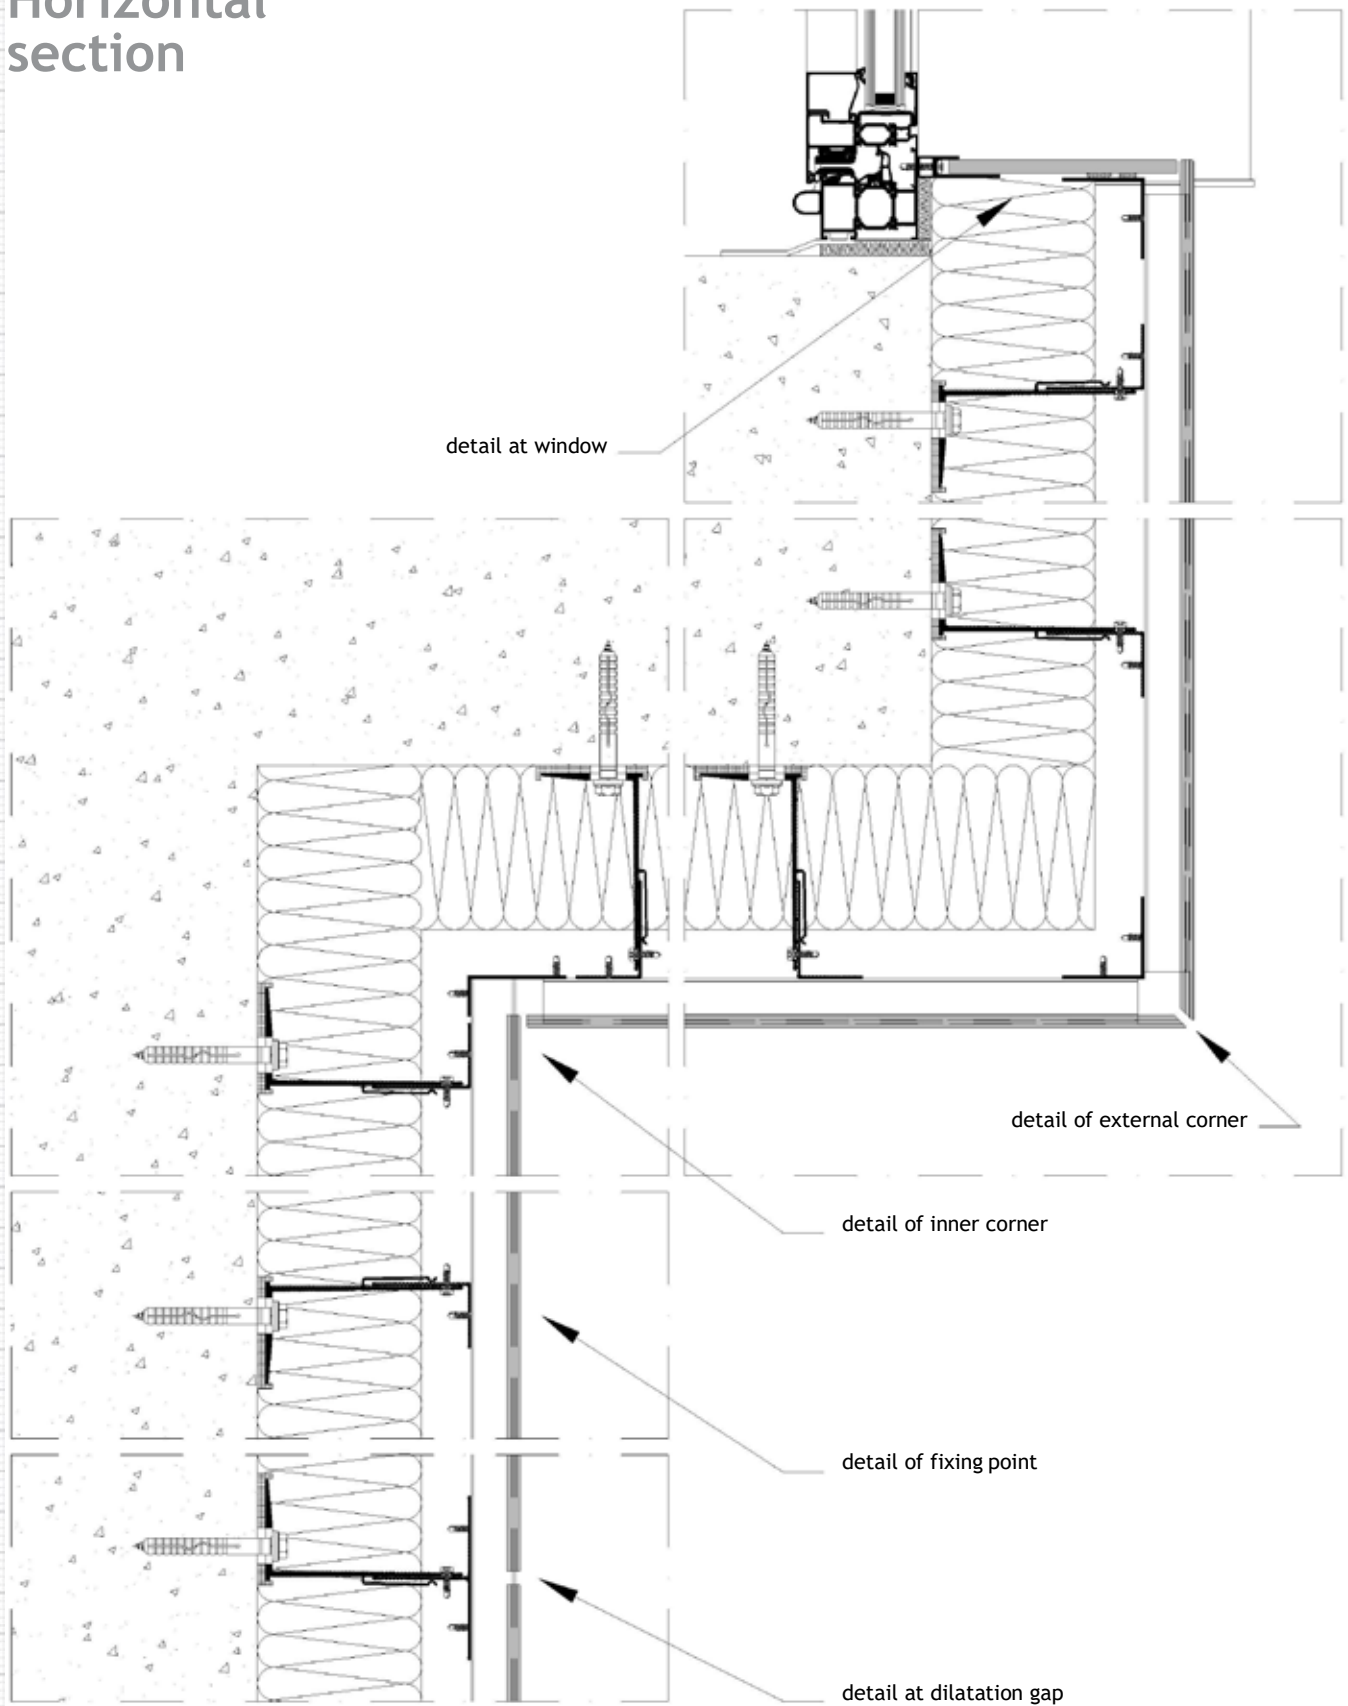 Horizontal
section
detail at window
detail of external corner
detail of inner corner
detail of fixing point
detail at dilatation gap